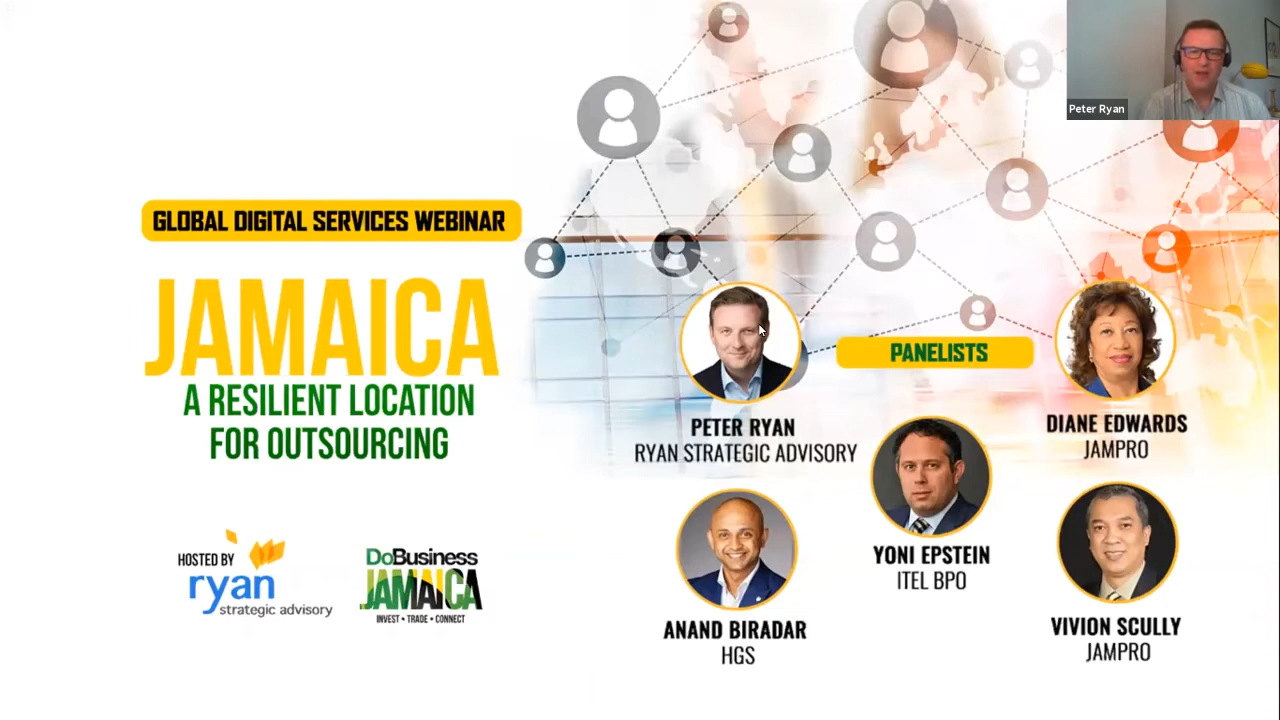 Peter Ryan
GLOBAL DIGITAL SERVICES WEBINAR
JAMAICA
A RESILIENT LOCATION
FOR OUTSOURCING
HOSTED BY
ryan
strategic advisory
DoBusiness
JAMAICA
INVEST • TRADE • CONNECT
PANELISTS
PETER RYAN
RYAN STRATEGIC ADVISORY
DIANE EDWARDS
JAMPRO
YONI EPSTEIN
ITEL BPO
ANAND BIRADAR
HGS
VIVION SCULLY
JAMPRO